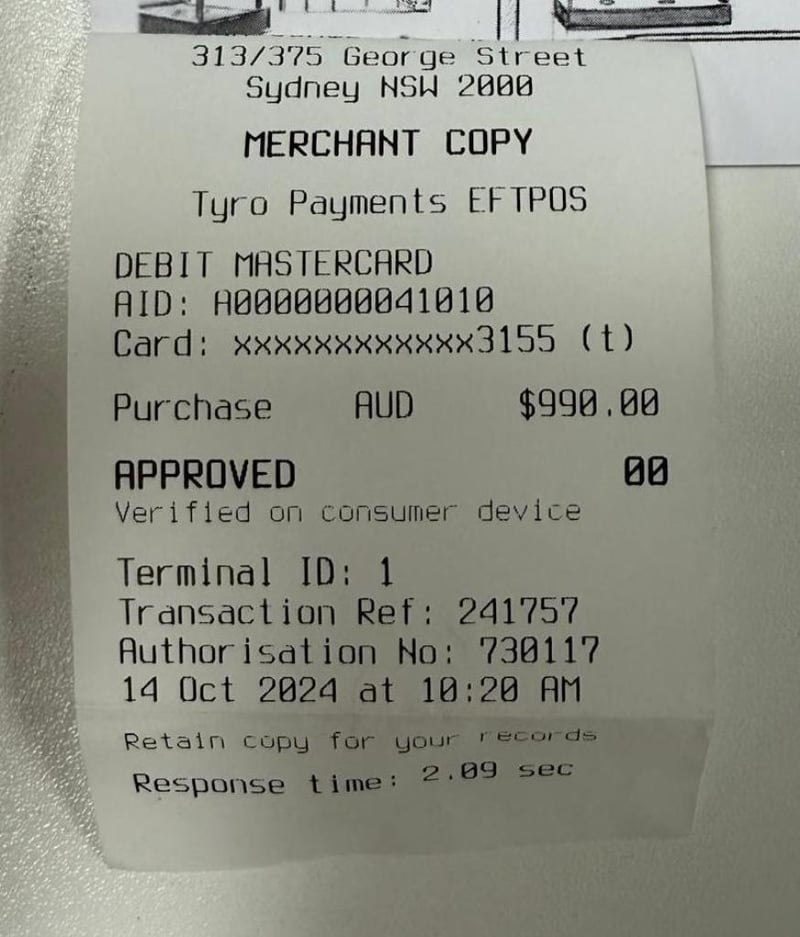 313/375 George Street
Sydney NSW 2000
MERCHANT COPY
Tyro Payments EFTPOS
DEBIT MASTERCARD
AID: A0000000041010
Card: xxxxxxxxxxxx3155 (t)
Purchase AUD $990.00
APPROVED 00
Verified on consumer device
Terminal ID: 1
Transaction Ref: 241757
Authorisation No: 730117
14 Oct 2024 at 10:20 AM
Retain copy for your records
Response time: 2.09 sec